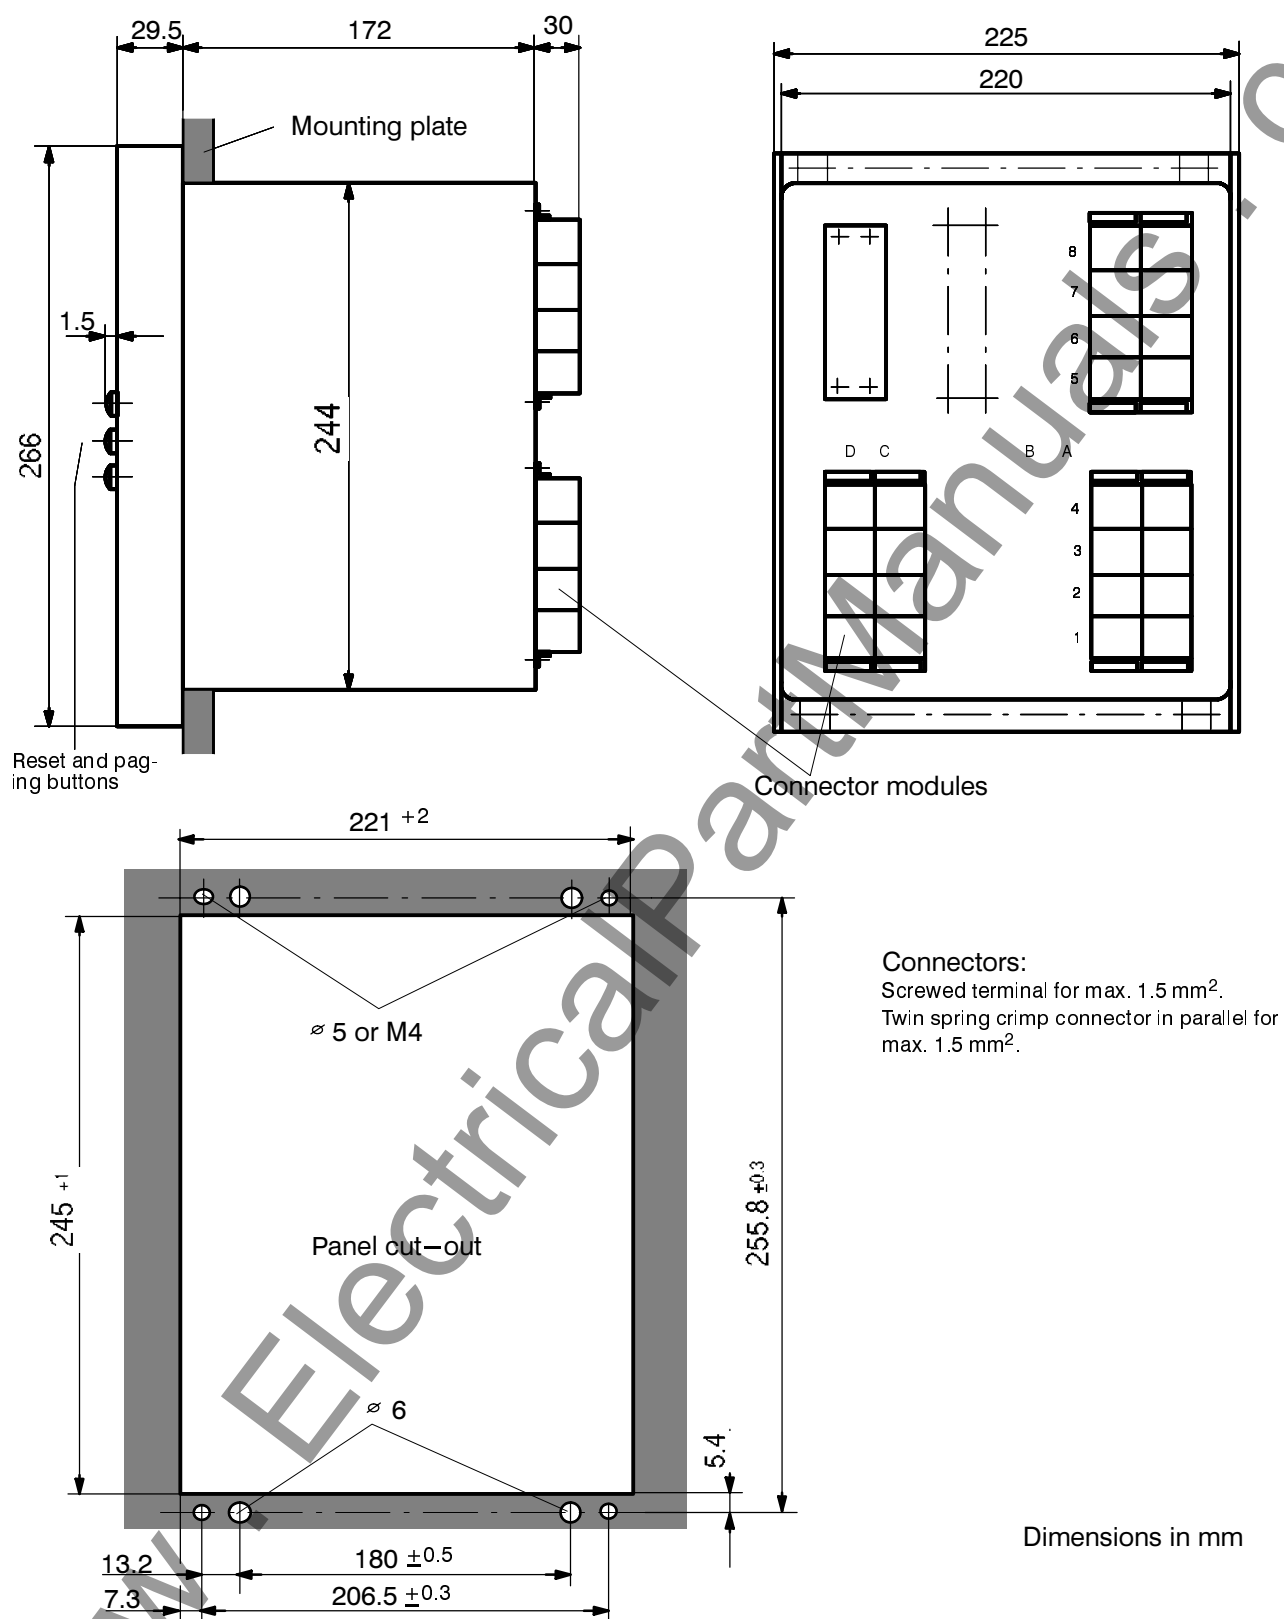 29.5
172
30
225
220
Mounting plate
1.5
266
244
8
7
6
5
D C B A
4
3
2
1
Reset and pag-
ing buttons
Connector modules
221 +2
⌀ 5 or M4
Connectors:
Screwed terminal for max. 1.5 mm².
Twin spring crimp connector in parallel for
max. 1.5 mm².
245 +1
255.8 ±0.3
Panel cut–out
⌀ 6
5.4
Dimensions in mm
13.2
180 ±0.5
7.3
206.5 ±0.3
w. ElectricalPartManuals .c